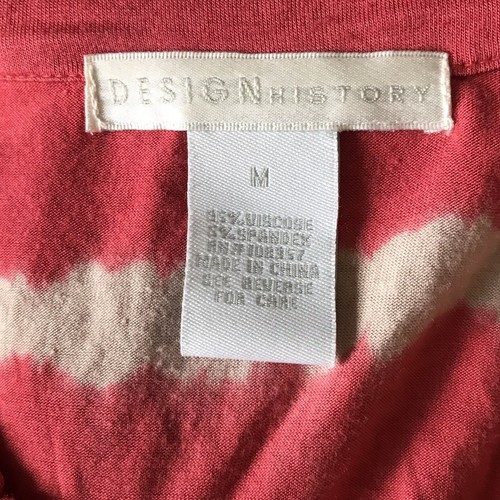 DESIGNHISTORY
M
95%VISCOSE
5%SPANDEX
RN#108357
MADE IN CHINA
SEE REVERSE
FOR CARE